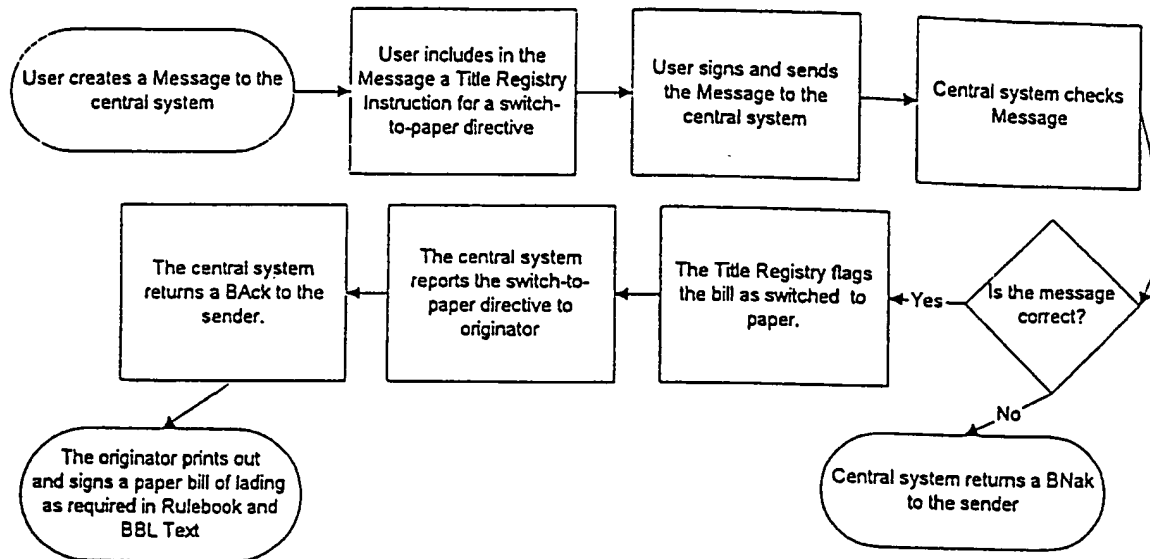 User creates a Message to the
central system
User includes in the
Message a Title Registry
Instruction for a switch-
to-paper directive
User signs and sends
the Message to the
central system
Central system checks
Message
Is the message
correct?
Yes
The Title Registry flags
the bill as switched to
paper.
The central system
reports the switch-to-
paper directive to
originator
The central system
returns a BAck to the
sender.
The originator prints out
and signs a paper bill of lading
as required in Rulebook and
BBL Text
No
Central system returns a BNak
to the sender